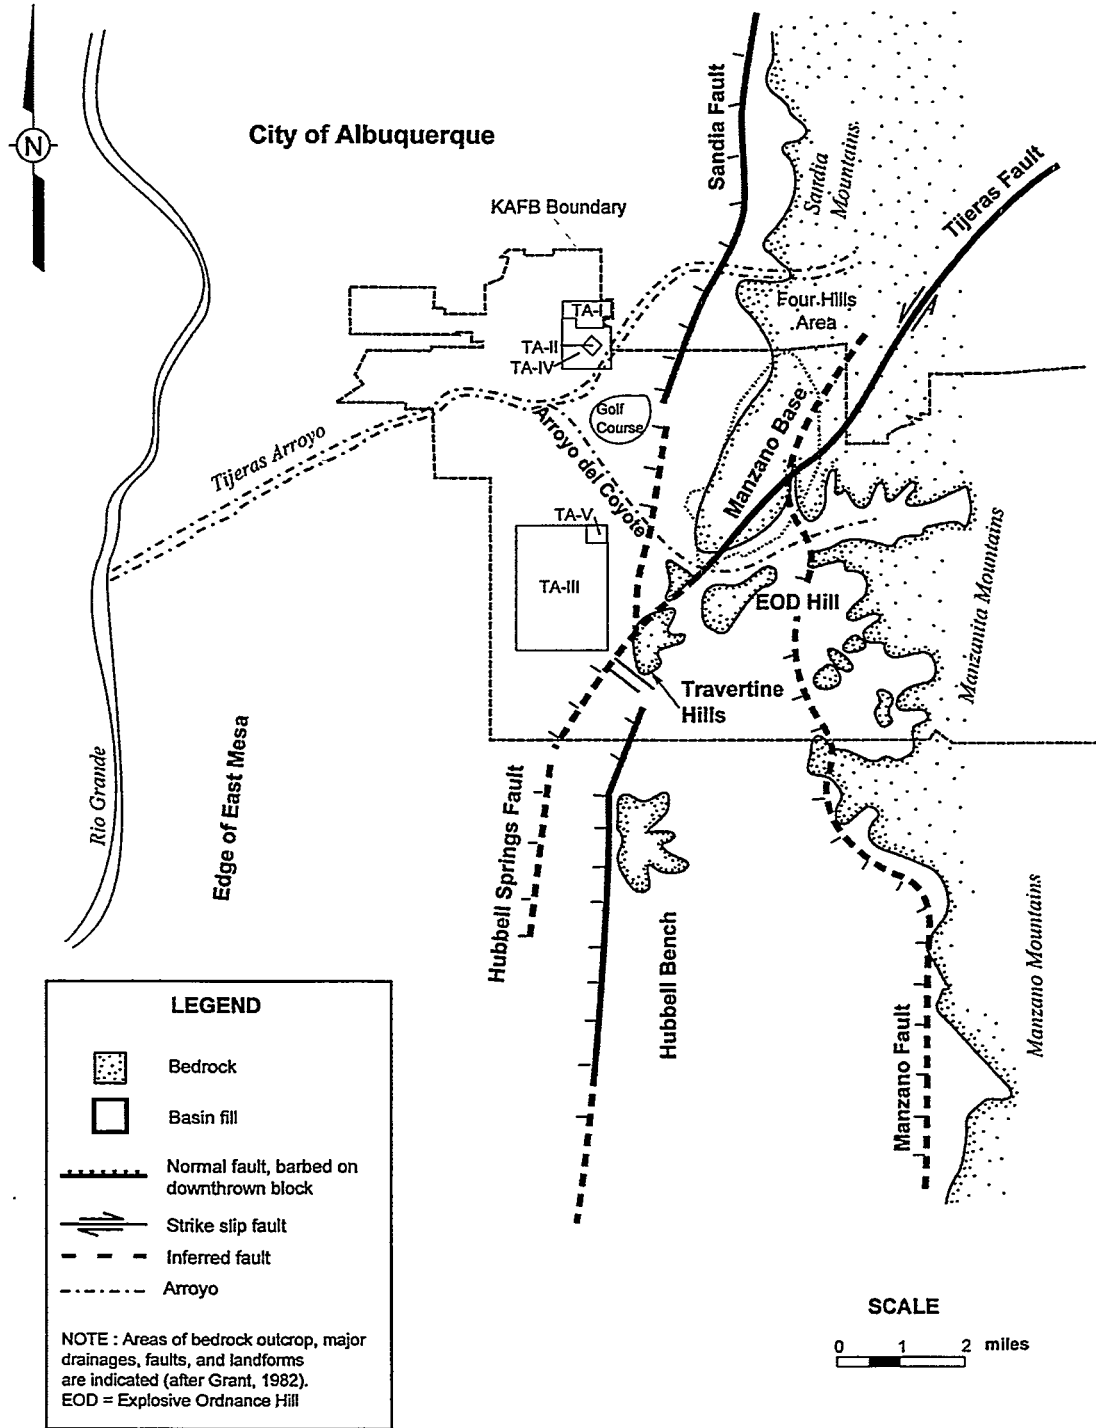 N
City of Albuquerque
Sandia Fault
Sandia
Mountains
Tijeras Fault
KAFB Boundary
TA-I
TA-II
TA-IV
Four Hills
Area
Golf
Course
Manzano Base
Tijeras Arroyo
Arroyo del Coyote
TA-V
TA-III
EOD Hill
Manzanita Mountains
Travertine
Hills
Rio Grande
Edge of East Mesa
Hubbell Springs Fault
Hubbell Bench
Manzano Fault
Manzano Mountains
LEGEND
Bedrock
Basin fill
Normal fault, barbed on
downthrown block
Strike slip fault
Inferred fault
Arroyo
NOTE : Areas of bedrock outcrop, major
drainages, faults, and landforms
are indicated (after Grant, 1982).
EOD = Explosive Ordnance Hill
SCALE
0 1 2 miles